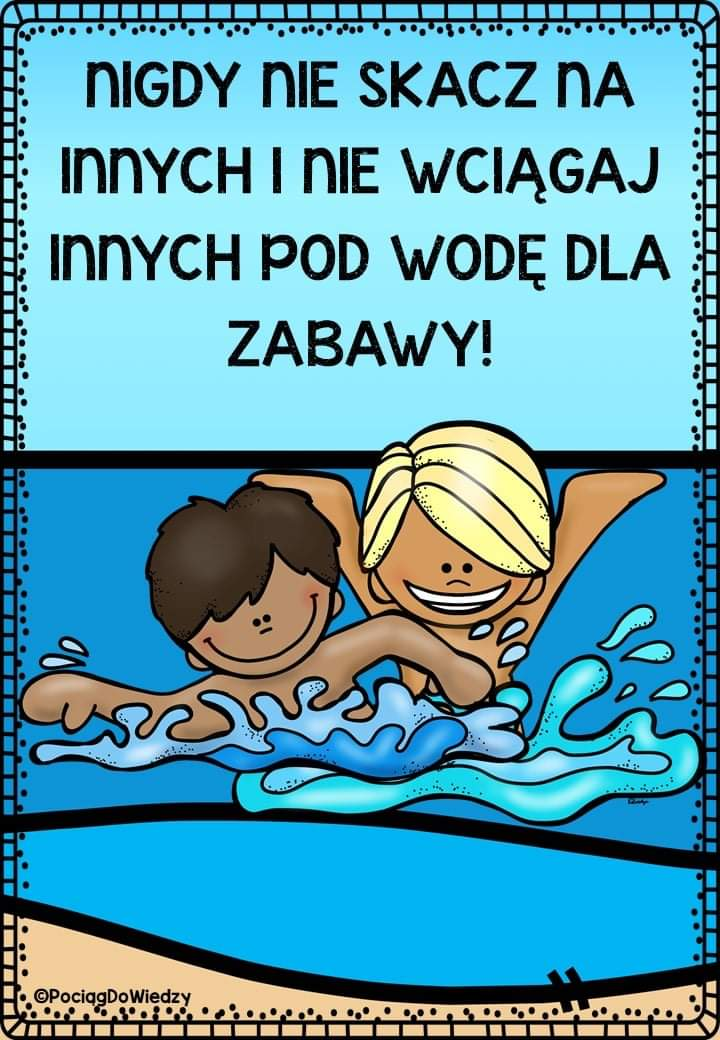 NIGDY NIE SKACZ NA
INNYCH I NIE WCIĄGAJ
INNYCH POD WODĘ DLA
ZABAWY!
©PociągDoWiedzy